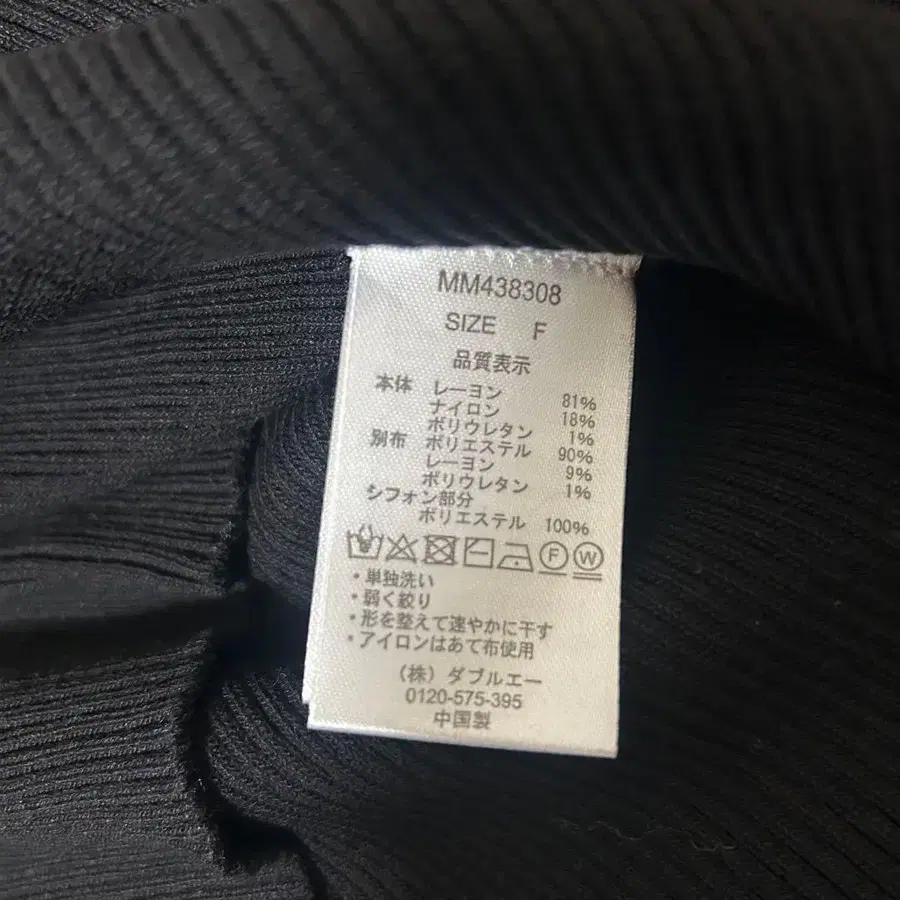 MM438308
SIZE F
品質表示
本体 レーヨン 81%
ナイロン 18%
ポリウレタン 1%
別布 ポリエステル 90%
レーヨン 9%
ポリウレタン 1%
シフォン部分
ポリエステル 100%
F W
・単独洗い
・弱く絞り
・形を整えて速やかに干す
・アイロンはあて布使用
(株) ダブルエー
0120-575-395
中国製